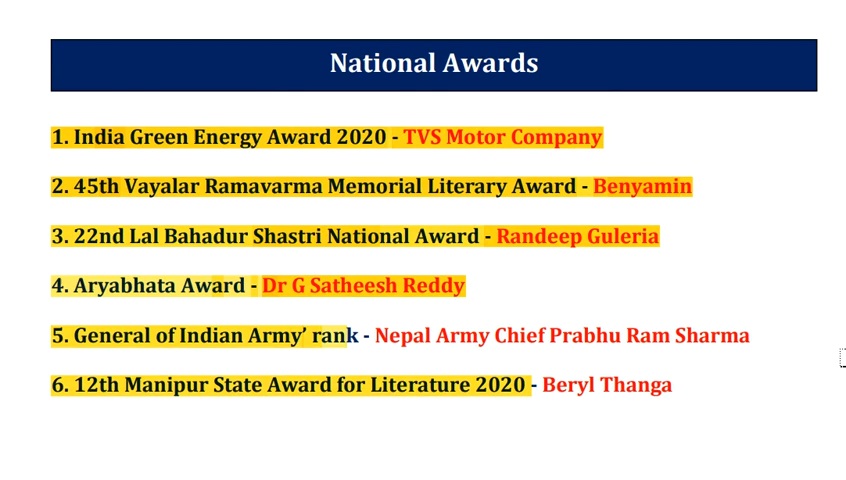 National Awards
1. India Green Energy Award 2020 - TVS Motor Company
2. 45th Vayalar Ramavarma Memorial Literary Award - Benyamin
3. 22nd Lal Bahadur Shastri National Award - Randeep Guleria
4. Aryabhata Award - Dr G Satheesh Reddy
5. General of Indian Army’ rank - Nepal Army Chief Prabhu Ram Sharma
6. 12th Manipur State Award for Literature 2020 - Beryl Thanga